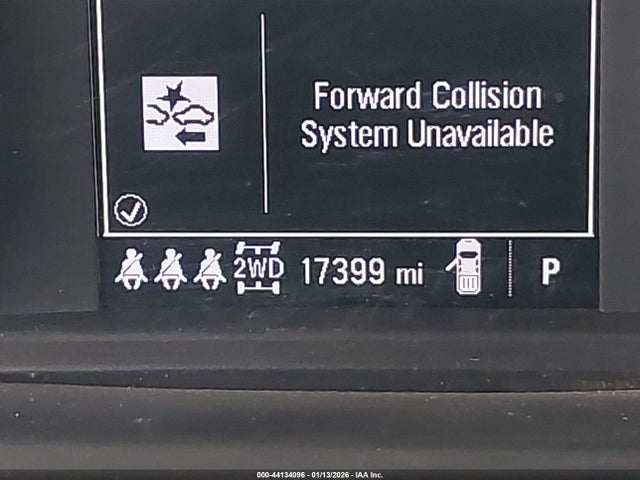 Forward Collision
System Unavailable
2WD 17399 mi P
000-44134096 - 01/13/2026 - IAA Inc.